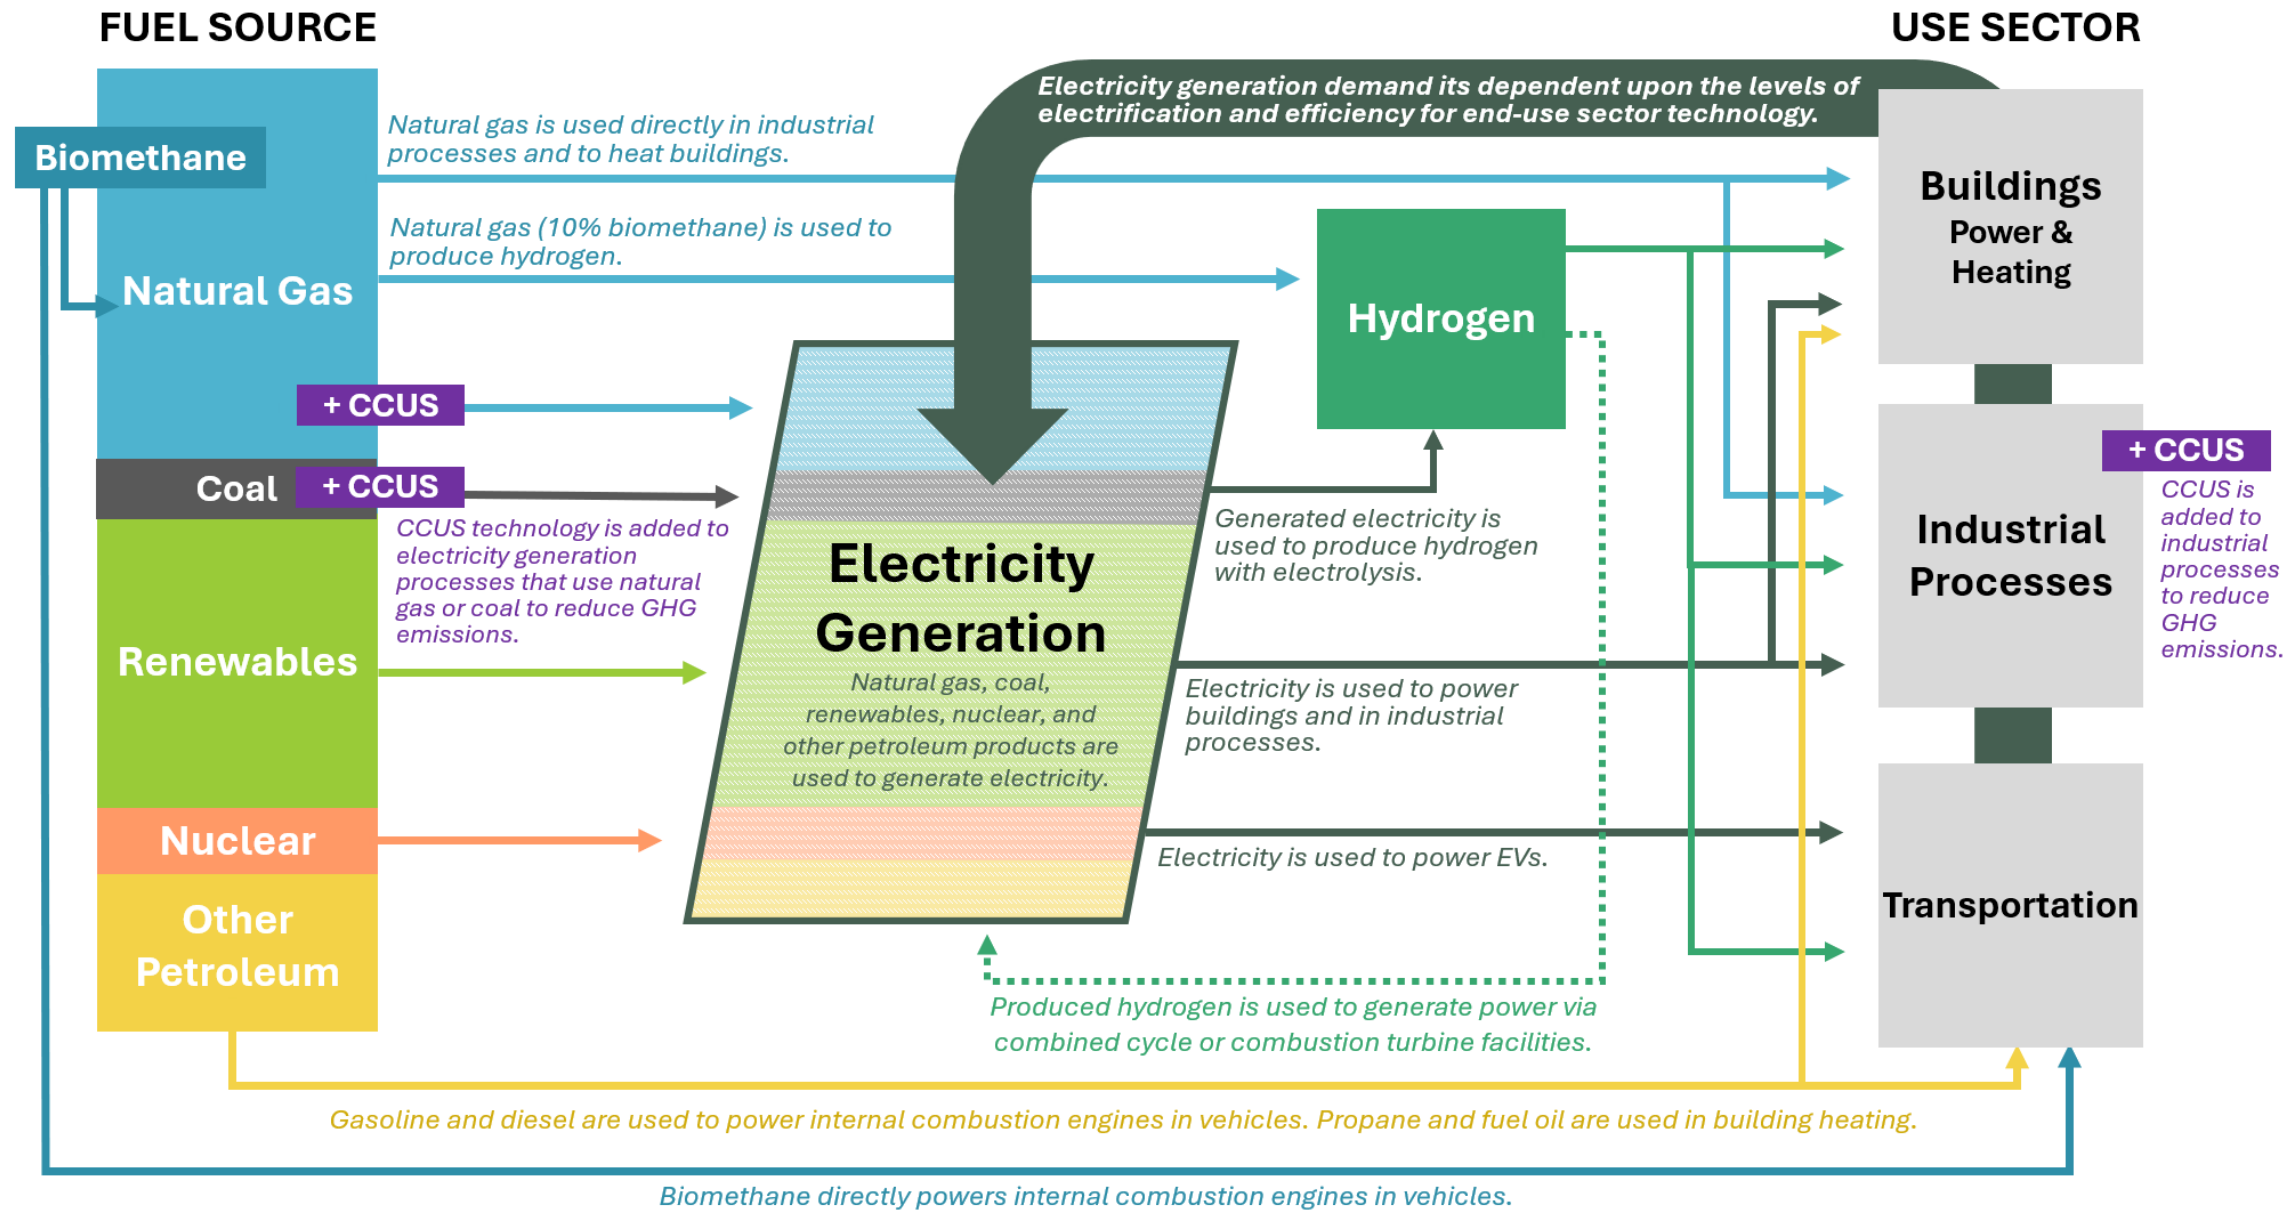 FUEL SOURCE
USE SECTOR
Electricity generation demand its dependent upon the levels of
electrification and efficiency for end-use sector technology.
Natural gas is used directly in industrial
processes and to heat buildings.
Biomethane
Natural gas (10% biomethane) is used to
produce hydrogen.
Natural Gas
+ CCUS
Coal
+ CCUS
CCUS technology is added to
electricity generation
processes that use natural
gas or coal to reduce GHG
emissions.
Renewables
Nuclear
Other
Petroleum
Electricity
Generation
Natural gas, coal,
renewables, nuclear, and
other petroleum products are
used to generate electricity.
Hydrogen
Generated electricity is
used to produce hydrogen
with electrolysis.
Electricity is used to power
buildings and in industrial
processes.
Electricity is used to power EVs.
Produced hydrogen is used to generate power via
combined cycle or combustion turbine facilities.
Buildings
Power &
Heating
Industrial
Processes
+ CCUS
CCUS is
added to
industrial
processes
to reduce
GHG
emissions.
Transportation
Gasoline and diesel are used to power internal combustion engines in vehicles. Propane and fuel oil are used in building heating.
Biomethane directly powers internal combustion engines in vehicles.